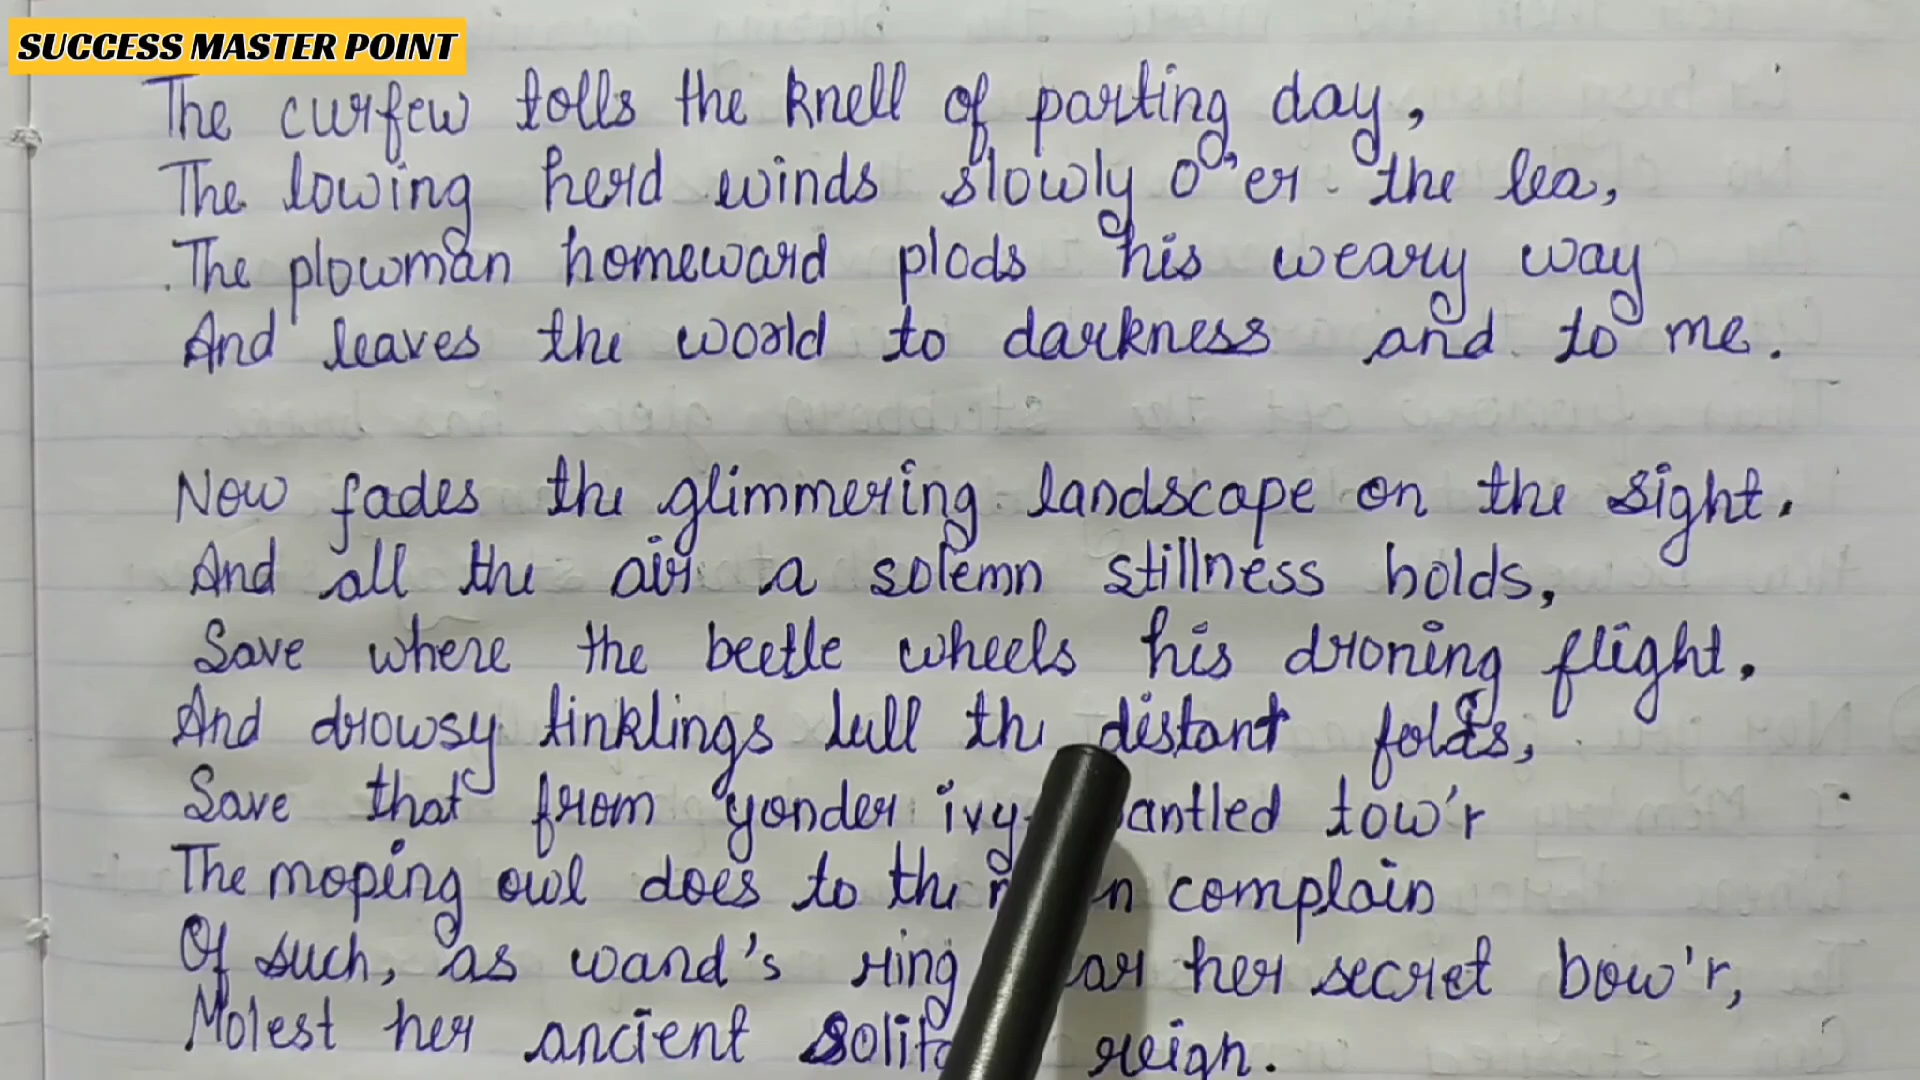 SUCCESS MASTER POINT
The curfew tolls the knell of parting day,
The lowing herd winds slowly o'er the lea,
The plowman homeward plods his weary way
And leaves the world to darkness and to me.
Now fades the glimmering landscape on the sight.
And all the air a solemn stillness holds,
Save where the beetle wheels his droning flight.
And drowsy tinklings lull the distant folds,
Save that from yonder ivy- antled tow'r
The moping owl does to the complain
Of such, as wand's ring her secret bow'r,
Molest her ancient reign.